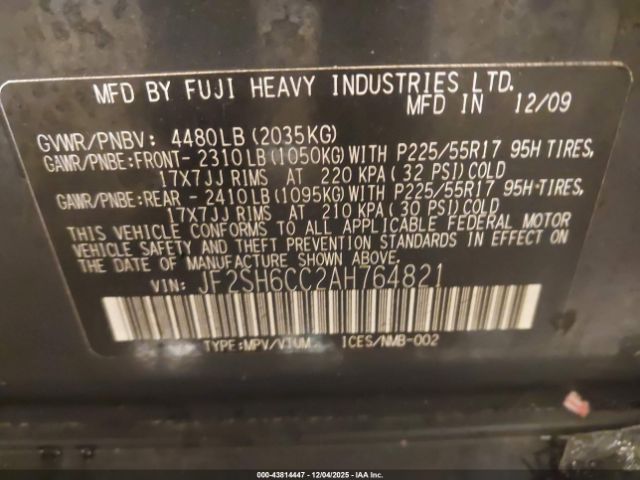 MFD BY FUJI HEAVY INDUSTRIES LTD.
MFD IN 12/09
GVWR/PNBV: 4480LB (2035KG)
GAWR/PNBE:FRONT- 2310LB (1050KG) WITH P225/55R17 95H TIRES,
17X7JJ RIMS AT 220 KPA (32 PSI) COLD
GAWR/PNBE:REAR - 2410LB (1095KG) WITH P225/55R17 95H TIRES,
17X7JJ RIMS AT 210 KPA (30 PSI) COLD
THIS VEHICLE CONFORMS TO ALL APPLICABLE FEDERAL MOTOR
VEHICLE SAFETY AND THEFT PREVENTION STANDARDS IN EFFECT ON
THE DATE OF MANUFACTURE SHOWN ABOVE.
VIN: JF2SH6CC2AH764821
TYPE:MPV/VTUM ICES/NMB-002
000-43814447 - 12/04/2025 - IAA Inc.